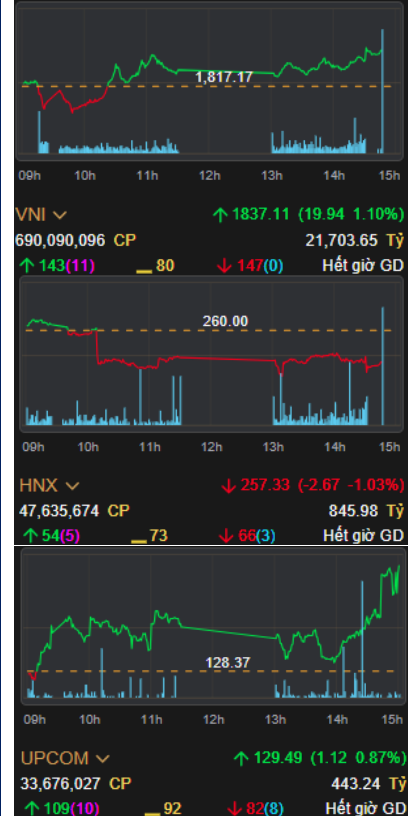 1,817.17
09h 10h 11h 12h 13h 14h 15h
VNI 1837.11 (19.94 1.10%)
690,090,096 CP 21,703.65 Tỷ
143(11) 80 147(0) Hết giờ GD
260.00
09h 10h 11h 12h 13h 14h 15h
HNX 257.33 (-2.67 -1.03%)
47,635,674 CP 845.98 Tỷ
54(5) 73 66(3) Hết giờ GD
128.37
09h 10h 11h 12h 13h 14h 15h
UPCOM 129.49 (1.12 0.87%)
33,676,027 CP 443.24 Tỷ
109(10) 92 82(8) Hết giờ GD